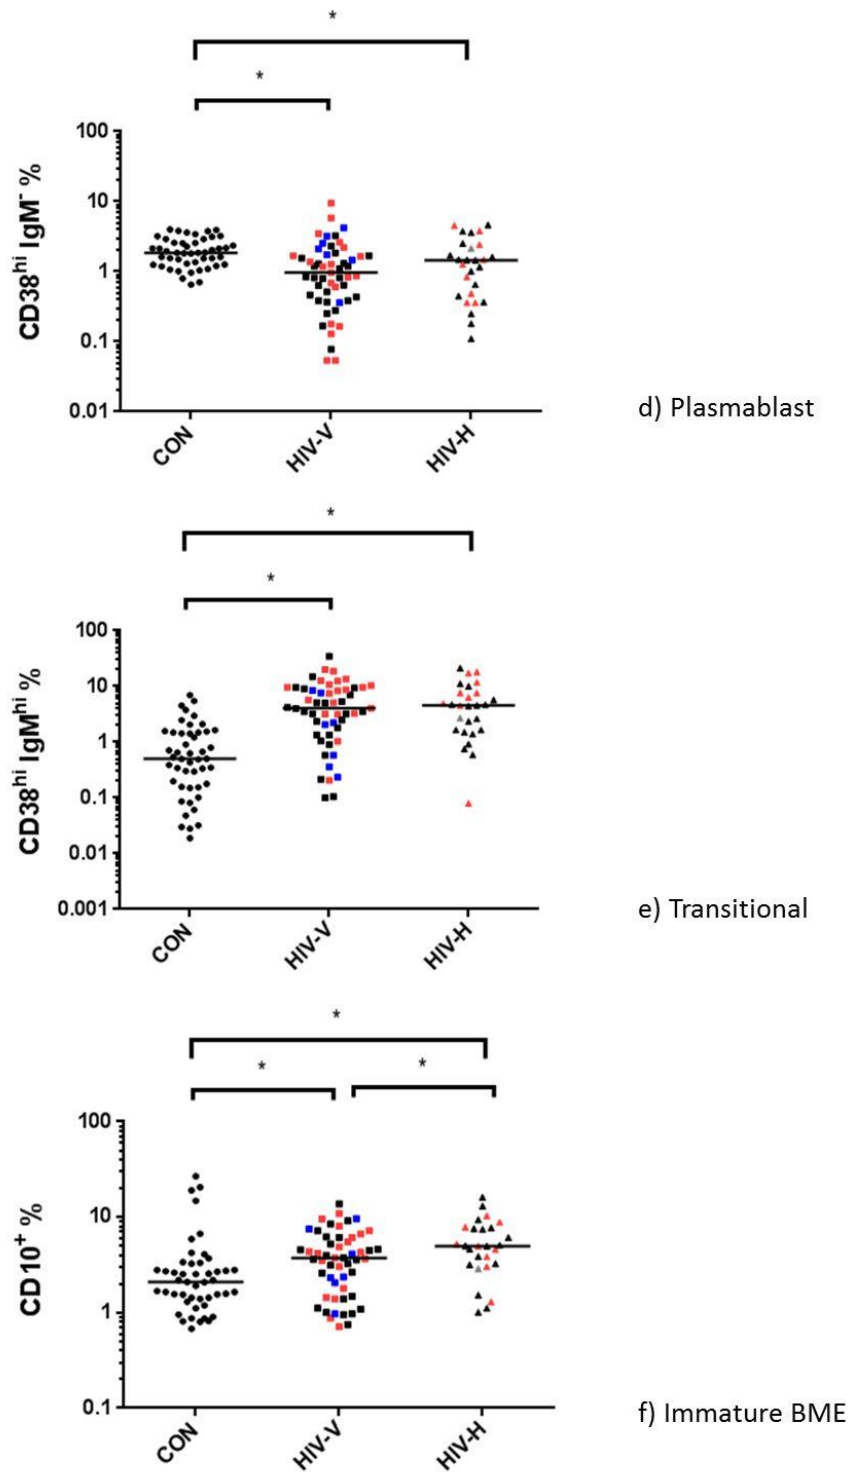 *
*
100
10
1
0.1
0.01
CD38hi IgM- %
CON
HIV-V
HIV-H
d) Plasmablast
*
*
100
10
1
0.1
0.01
0.001
CD38hi IgMhi %
CON
HIV-V
HIV-H
e) Transitional
*
*
*
100
10
1
0.1
CD10+ %
CON
HIV-V
HIV-H
f) Immature BME